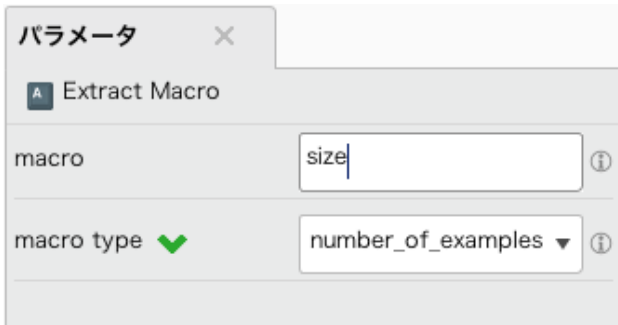 パラメータ
Extract Macro
macro
size
macro type
number_of_examples